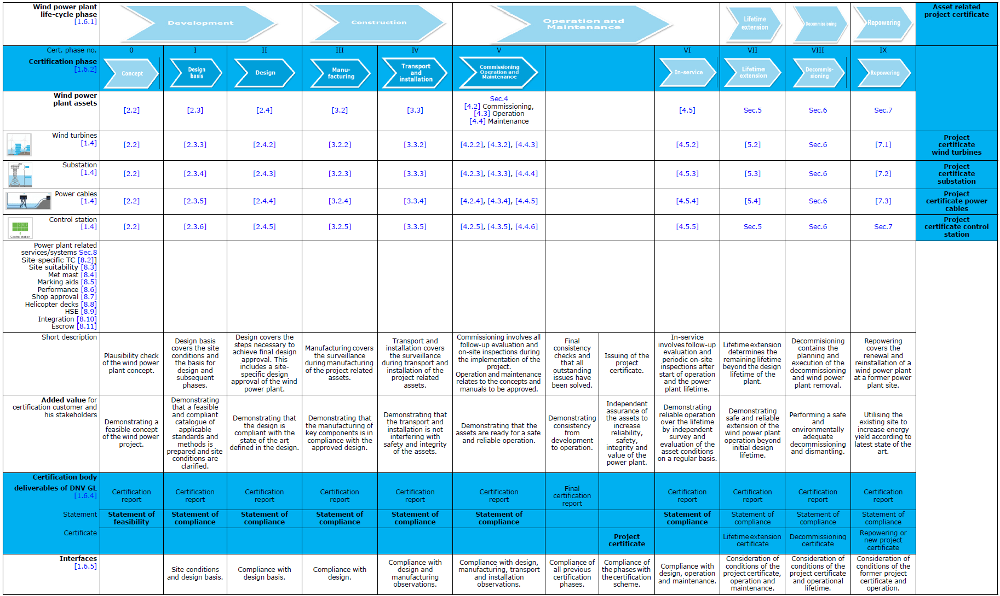 Wind power plant
life-cycle phase
[1.6.1]
Development
Construction
Operation and
Maintenance
Lifetime
extension
Decommissioning
Repowering
Asset related
project certificate
Cert. phase no.
0
I
II
III
IV
V
VI
VII
VIII
IX
Certification phase
[1.6.2]
Concept
Design
basis
Design
Manu-
facturing
Transport
and
installation
Commissioning
Operation and
Maintenance
In-service
Lifetime
extension
Decommis-
sioning
Repowering
Wind power
plant assets
[2.2]
[2.3]
[2.4]
[3.2]
[3.3]
Sec.4
[4.2] Commissioning,
[4.3] Operation
[4.4] Maintenance
[4.5]
Sec.5
Sec.6
Sec.7
Wind turbines
[1.4]
[2.2]
[2.3.3]
[2.4.2]
[3.2.2]
[3.3.2]
[4.2.2], [4.3.2], [4.4.3]
[4.5.2]
[5.2]
Sec.6
[7.1]
Project
certificate
wind turbines
Substation
[1.4]
[2.2]
[2.3.4]
[2.4.3]
[3.2.3]
[3.3.3]
[4.2.3], [4.3.3], [4.4.4]
[4.5.3]
[5.3]
Sec.6
[7.2]
Project
certificate
substation
Power cables
[1.4]
[2.2]
[2.3.5]
[2.4.4]
[3.2.4]
[3.3.4]
[4.2.4], [4.3.4], [4.4.5]
[4.5.4]
[5.4]
Sec.6
[7.3]
Project
certificate power
cables
Control station
[1.4]
Control station
[2.2]
[2.3.6]
[2.4.5]
[3.2.5]
[3.3.5]
[4.2.5], [4.3.5], [4.4.6]
[4.5.5]
Sec.5
Sec.6
Sec.7
Project
certificate control
station
Power plant related
services/systems Sec.8
Site-specific TC [8.2]]
Site suitability [8.3]
Met mast [8.4]
Marking aids [8.5]
Performance [8.6]
Shop approval [8.7]
Helicopter decks [8.8]
HSE [8.9]
Integration [8.10]
Escrow [8.11]
Short description
Plausibility check
of the wind power
plant concept.
Design basis
covers the site
conditions and
the basis for
design and
subsequent
phases.
Design covers the
steps necessary to
achieve final design
approval. This
includes a site-
specific design
approval of the wind
power plant.
Manufacturing covers
the surveillance
during manufacturing
of the project related
assets.
Transport and
installation covers
the surveillance
during transport and
installation of the
project related
assets.
Commissioning involves all
follow-up evaluation and
on-site inspections during
the implementation of the
project.
Operation and maintenance
relates to the concepts and
manuals to be approved.
Final
consistency
checks and
that all
outstanding
issues have
been solved.
Issuing of the
project
certificate.
In-service
involves follow-up
evaluation and
periodic on-site
inspections after
start of operation
and the power
plant lifetime.
Lifetime extension
determines the
remaining lifetime
beyond the design
lifetime of the
plant.
Decommisioning
contains the
planning and
execution of the
decommissioning
and wind power
plant removal.
Repowering
covers the
renewal and
reinstallation of a
wind power plant
at a former power
plant site.
Added value for
certification customer and
his stakeholders
Demonstrating a
feasible concept
of the wind power
project.
Demonstrating
that a feasible
and compliant
catalogue of
applicable
standards and
methods is
prepared and site
conditions are
clarified.
Demonstrating that
the design is
compliant with the
state of the art
defined in the design.
Demonstrating that
the manufacturing of
key components is in
compliance with the
approved design.
Demonstrating that
the transport and
installation is not
interfering with
safety and integrity
of the assets.
Demonstrating that the
assets are ready for a safe
and reliable operation.
Demonstrating
consistency
from
development
to operation.
Independent
assurance of
the assets to
increase
reliability,
safety,
integrity and
value of the
power plant.
Demonstrating
reliable operation
over the lifetime
by independent
survey and
evaluation of the
asset conditions
on a regular basis.
Demonstrating
safe and reliable
extension of the
wind power plant
operation beyond
initial design
lifetime.
Performing a safe
and
environmentally
adequate
decommissioning
and dismantling.
Utilising the
existing site to
increase energy
yield according to
latest state of the
art.
Certification body
deliverables of DNV GL
[1.6.4]
Certification
report
Certification
report
Certification
report
Certification
report
Certification
report
Certification
report
Final
certification
report
Certification
report
Certification
report
Certification
report
Certification
report
Statement
Statement of
feasibility
Statement of
compliance
Statement of
compliance
Statement of
compliance
Statement of
compliance
Statement of
compliance
Statement of
compliance
Statement of
compliance
Statement of
compliance
Statement of
compliance
Certificate
Project
certificate
Lifetime extension
certificate
Decommissioning
certificate
Repowering or
new project
certificate
Interfaces
[1.6.5]
Site conditions
and design basis.
Compliance with
design basis.
Compliance with
design.
Compliance with
design and
manufacturing
observations.
Compliance with design,
manufacturing, transport
and installation
observations.
Compliance of
all previous
certification
phases.
Compliance of
the phases with
the certification
scheme.
Compliance with
design, operation
and maintenance.
Consideration of
conditions of the
project certificate,
operation and
maintenance.
Consideration of
conditions of the
project certificate
and operational
lifetime.
Consideration of
conditions of the
former project
certificate and
operation.